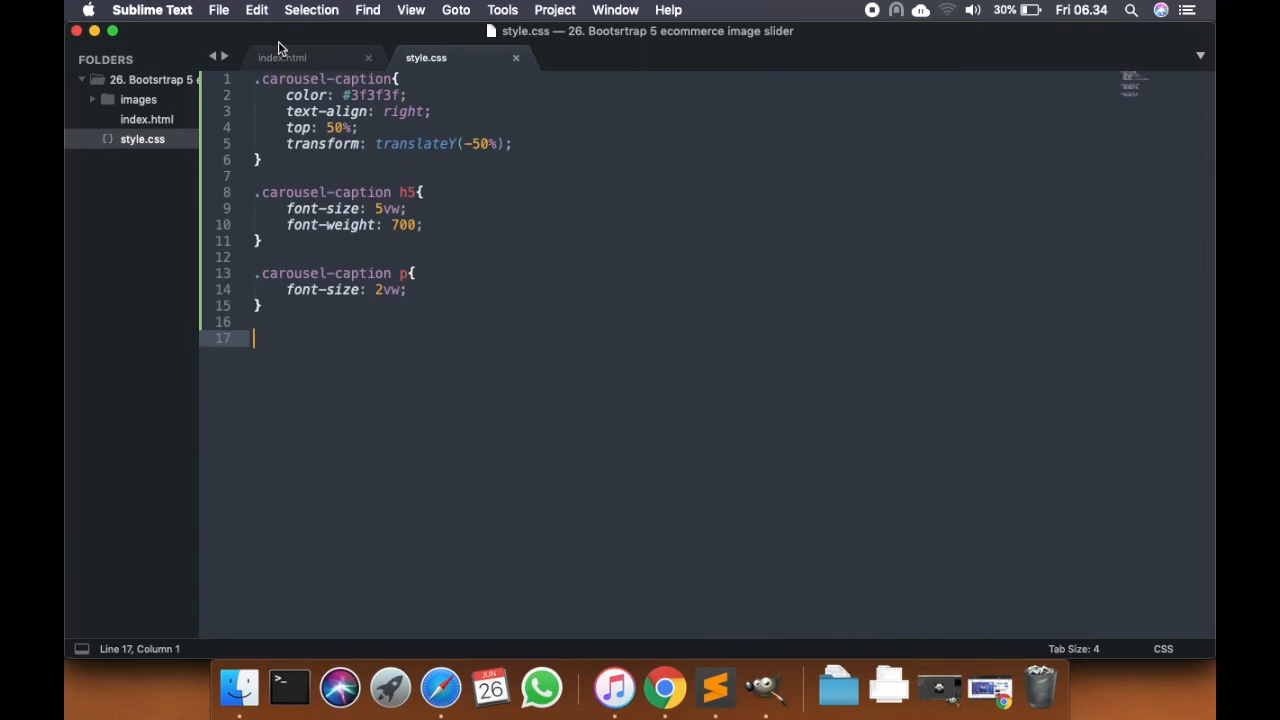 Sublime Text File Edit Selection Find View Goto Tools Project Window Help 30% Fri 06.34
style.css — 26. Bootsrtrap 5 ecommerce image slider
FOLDERS
26. Bootsrtrap 5 e
images
index.html
{} style.css
index.html
style.css
1 .carousel-caption{
2 color: #3f3f3f;
3 text-align: right;
4 top: 50%;
5 transform: translateY(-50%);
6 }
7
8 .carousel-caption h5{
9 font-size: 5vw;
10 font-weight: 700;
11 }
12
13 .carousel-caption p{
14 font-size: 2vw;
15 }
16
17
Line 17, Column 1 Tab Size: 4 CSS
JUN
26